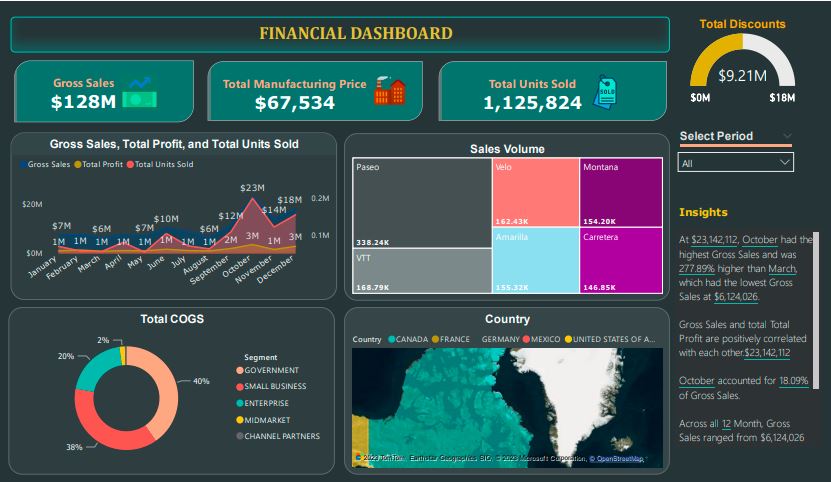 FINANCIAL DASHBOARD
Gross Sales
$128M
Total Manufacturing Price
$67,534
Total Units Sold
1,125,824
SOLD
Total Discounts
$9.21M
$0M
$18M
Select Period
All
Gross Sales, Total Profit, and Total Units Sold
Gross Sales Total Profit Total Units Sold
$20M
$0M
0.2M
0.1M
$7M
$6M
$7M
$10M
$6M
$12M
$23M
$14M
$18M
1M 1M 1M 1M 1M 1M 1M 1M 2M 3M 3M
January
February
March
April
May
June
July
August
September
October
November
December
Sales Volume
Paseo
338.24K
VTT
168.79K
Velo
162.43K
Amarilla
155.32K
Montana
154.20K
Carretera
146.85K
Insights
At $23,142,112, October had the
highest Gross Sales and was
277.89% higher than March,
which had the lowest Gross
Sales at $6,124,026.
Gross Sales and total Total
Profit are positively correlated
with each other.$23,142,112
October accounted for 18.09%
of Gross Sales.
Across all 12 Month, Gross
Sales ranged from $6,124,026
Total COGS
2%
20%
40%
38%
Segment
GOVERNMENT
SMALL BUSINESS
ENTERPRISE
MIDMARKET
CHANNEL PARTNERS
Country
Country CANADA FRANCE GERMANY MEXICO UNITED STATES OF A...
Earthstar Geographics SIO, © 2023 Microsoft Corporation, © OpenStreetMap